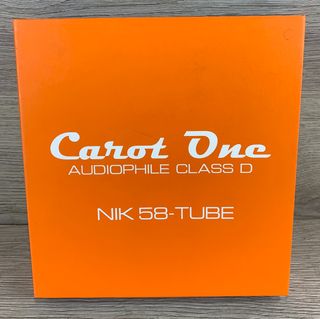 Carot One
AUDIOPHILE CLASS D
NIK 58-TUBE